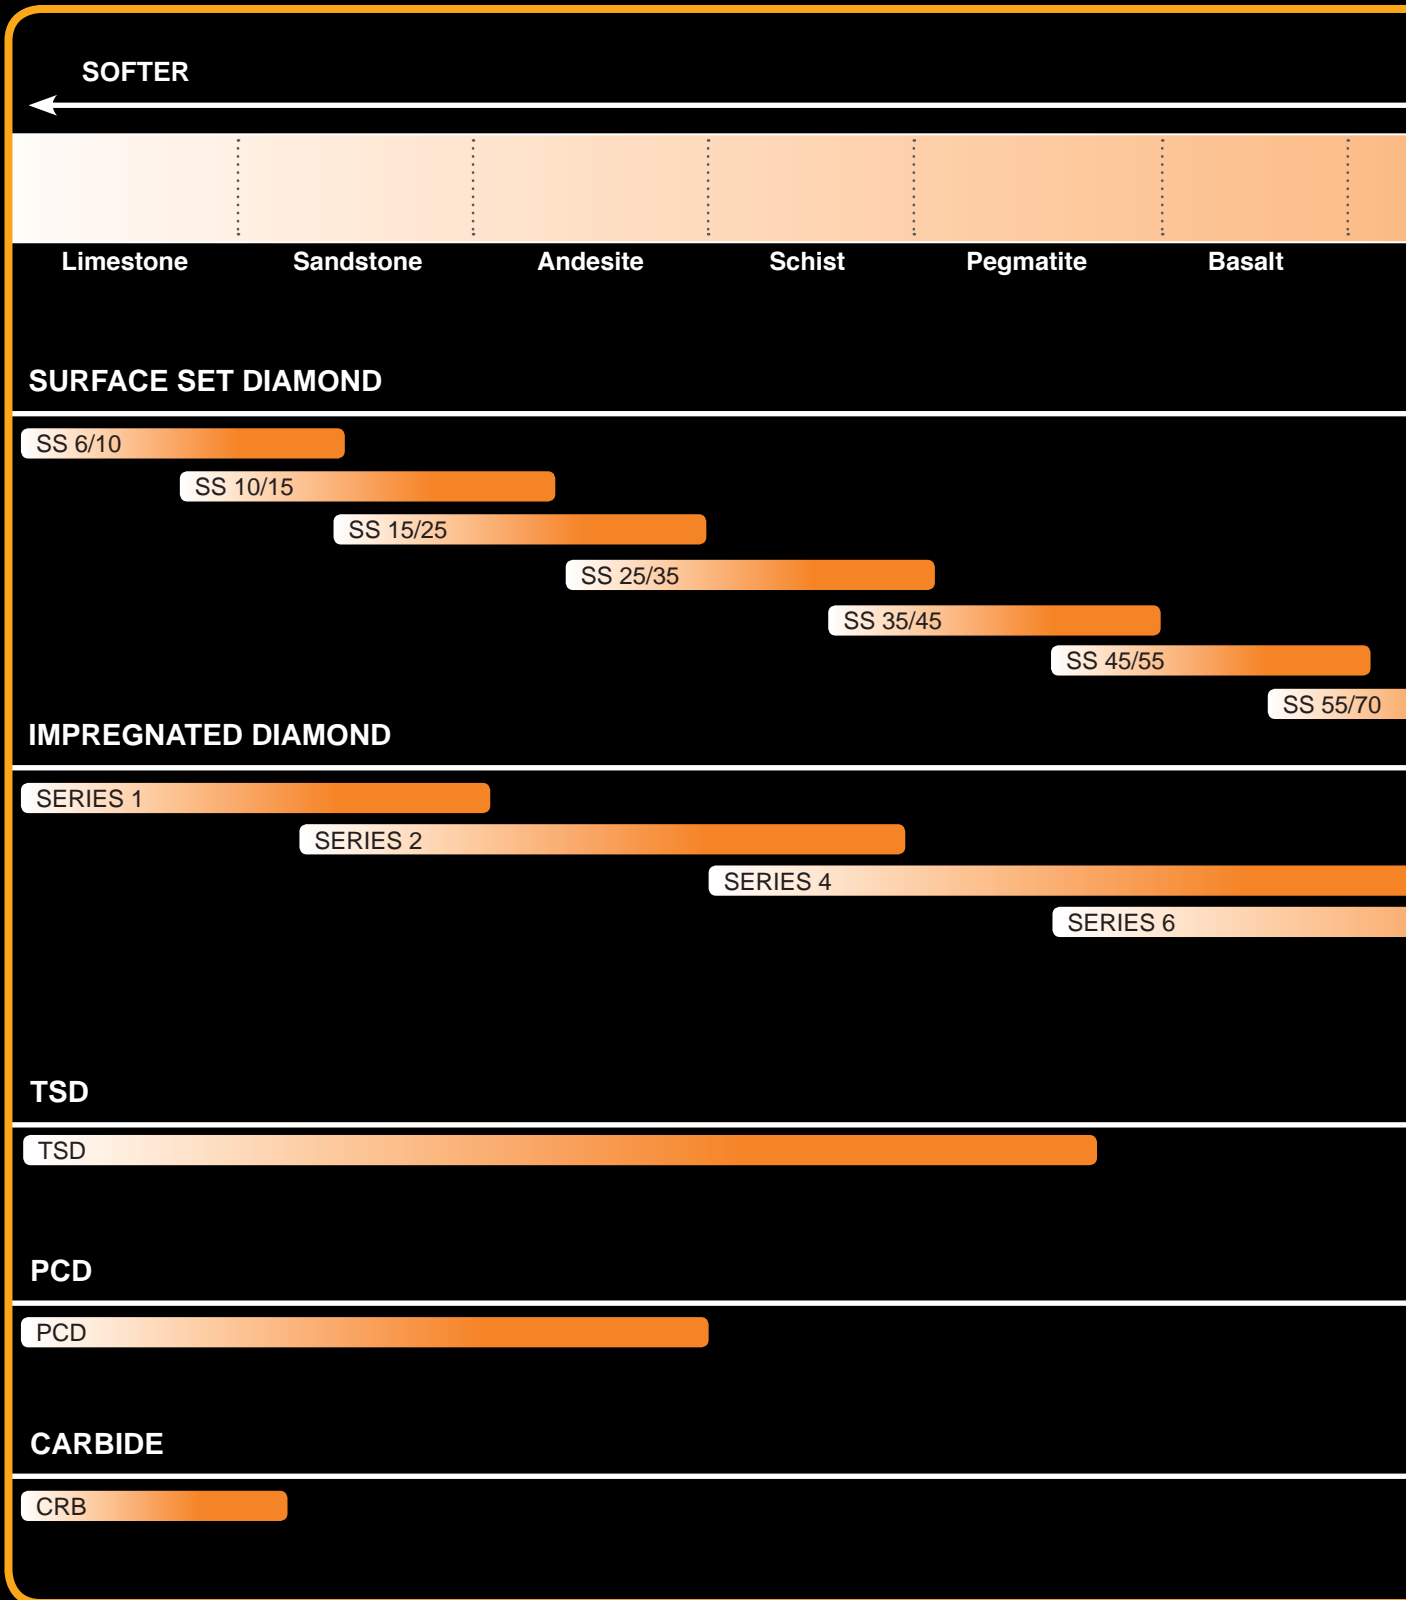 SOFTER
Limestone Sandstone Andesite Schist Pegmatite Basalt
SURFACE SET DIAMOND
SS 6/10
SS 10/15
SS 15/25
SS 25/35
SS 35/45
SS 45/55
SS 55/70
IMPREGNATED DIAMOND
SERIES 1
SERIES 2
SERIES 4
SERIES 6
TSD
TSD
PCD
PCD
CARBIDE
CRB